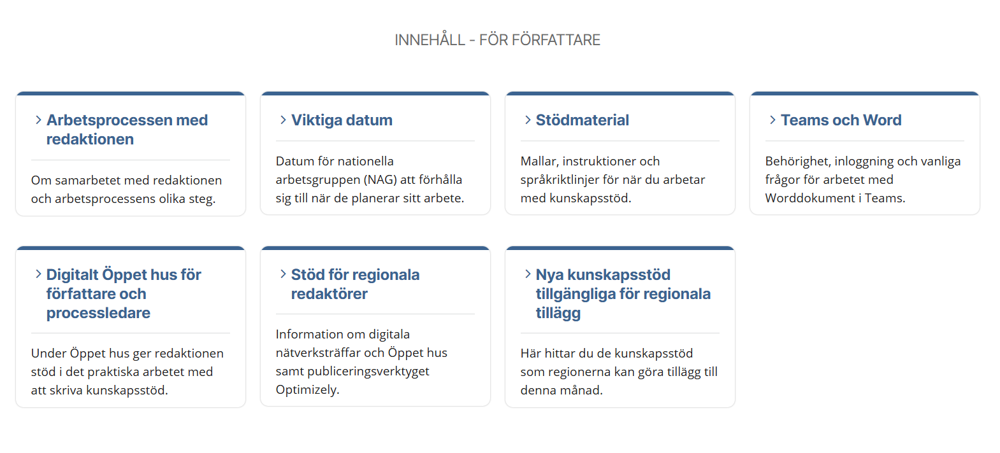 INNEHÅLL - FÖR FÖRFATTARE
Arbetsprocessen med
redaktionen
Om samarbetet med redaktionen
och arbetsprocessens olika steg.
Viktiga datum
Datum för nationella
arbetsgruppen (NAG) att förhålla
sig till när de planerar sitt arbete.
Stödmaterial
Mallar, instruktioner och
språkriktlinjer för när du arbetar
med kunskapsstöd.
Teams och Word
Behörighet, inloggning och vanliga
frågor för arbetet med
Worddokument i Teams.
Digitalt Öppet hus för
författare och
processledare
Under Öppet hus ger redaktionen
stöd i det praktiska arbetet med
att skriva kunskapsstöd.
Stöd för regionala
redaktörer
Information om digitala
nätverksträffar och Öppet hus
samt publiceringsverktyget
Optimizely.
Nya kunskapsstöd
tillgängliga för regionala
tillägg
Här hittar du de kunskapsstöd
som regionerna kan göra tillägg till
denna månad.